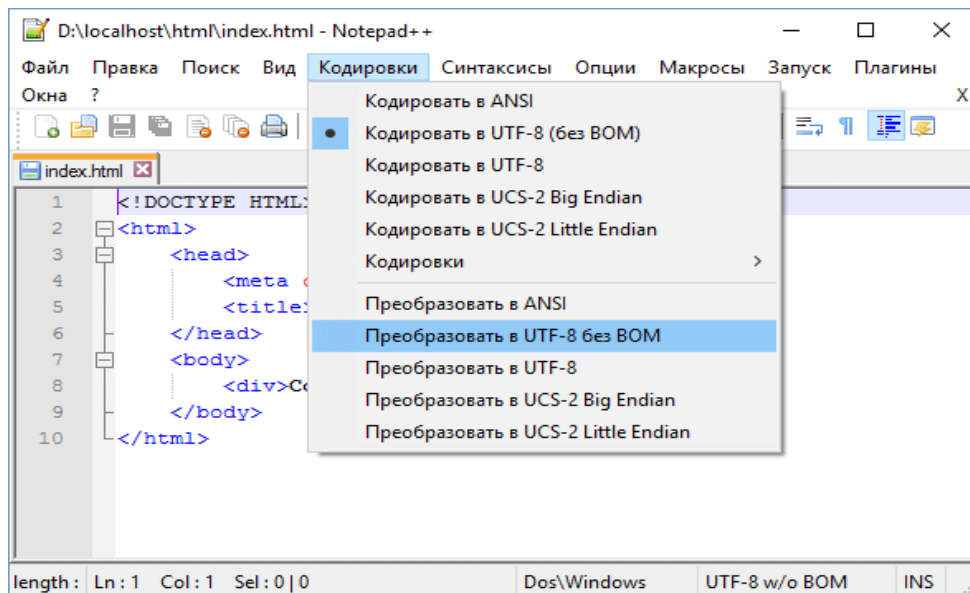 D:\localhost\html\index.html - Notepad++
Файл Правка Поиск Вид Кодировки Синтаксисы Опции Макросы Запуск Плагины
Окна ? X
index.html
Кодировать в ANSI
Кодировать в UTF-8 (без BOM)
Кодировать в UTF-8
Кодировать в UCS-2 Big Endian
Кодировать в UCS-2 Little Endian
Кодировки
Преобразовать в ANSI
Преобразовать в UTF-8 без BOM
Преобразовать в UTF-8
Преобразовать в UCS-2 Big Endian
Преобразовать в UCS-2 Little Endian
1 <!DOCTYPE HTML
2 <html>
3 <head>
4 <meta
5 <title
6 </head>
7 <body>
8 <div>
9 </body>
10 </html>
length : Ln : 1 Col : 1 Sel : 0 | 0 Dos\Windows UTF-8 w/o BOM INS